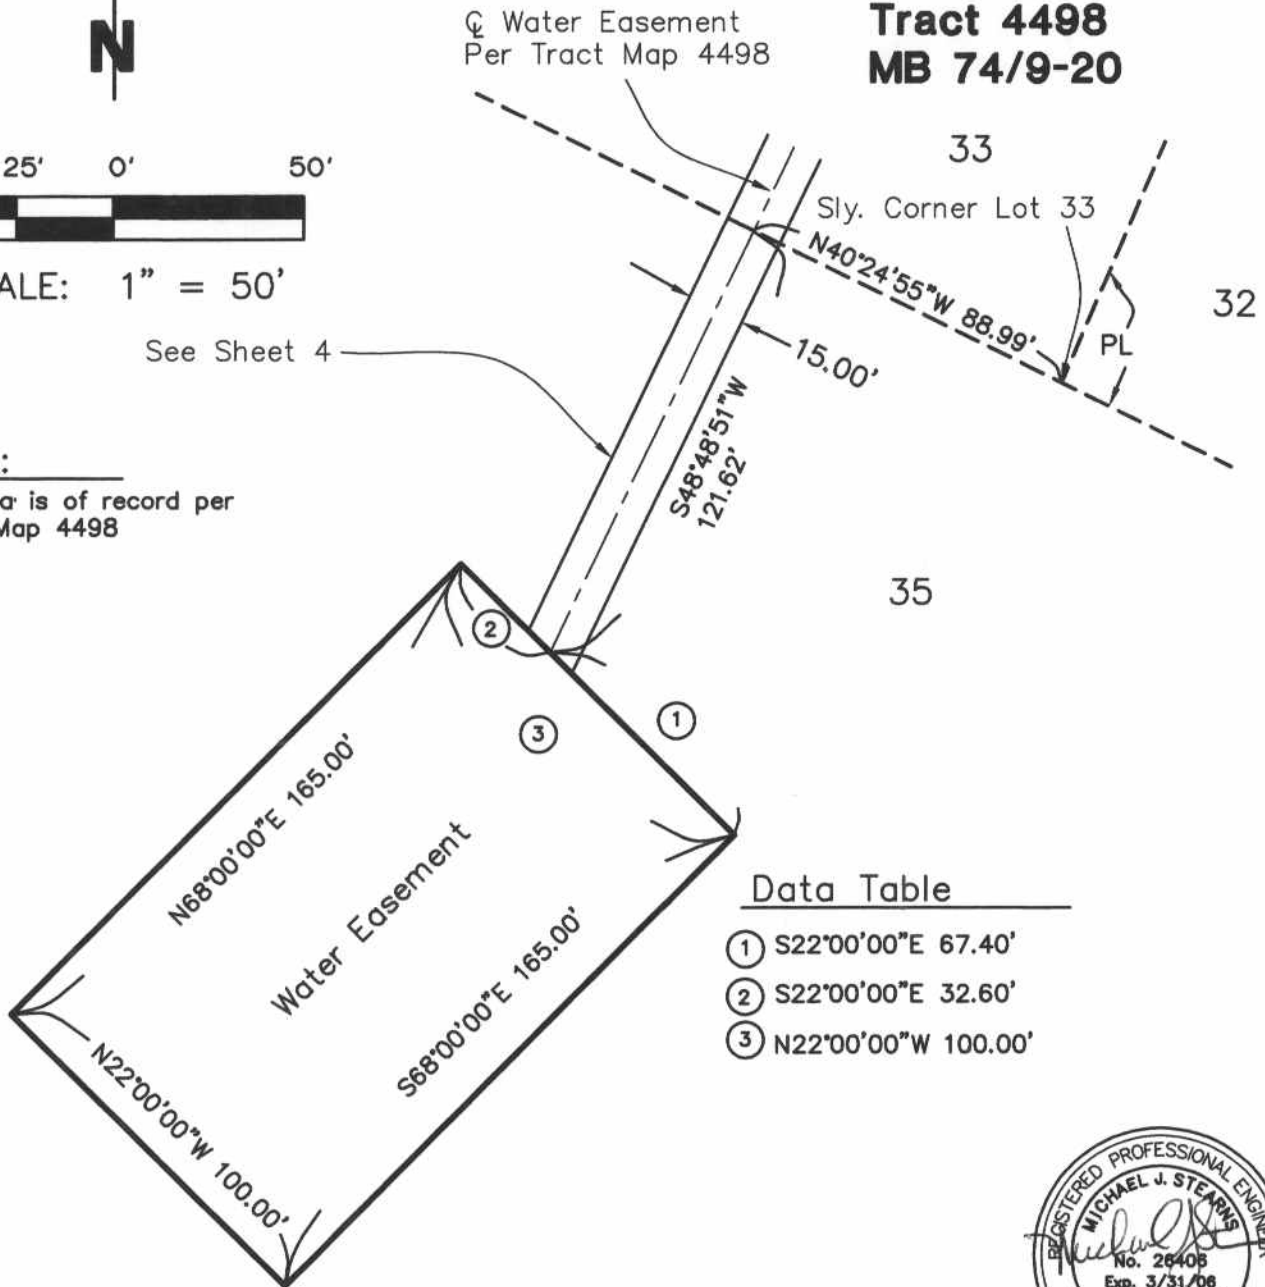 N
℄ Water Easement
Per Tract Map 4498
Tract 4498
MB 74/9-20
25' 0' 50'
ALE: 1" = 50'
33
Sly. Corner Lot 33
N40°24'55"W 88.99'
32
PL
See Sheet 4
15.00'
S48°48'51"W
121.62'
:
a is of record per
Map 4498
35
2
1
3
N68°00'00"E 165.00'
Water Easement
S68°00'00"E 165.00'
N22°00'00"W 100.00'
Data Table
1 S22°00'00"E 67.40'
2 S22°00'00"E 32.60'
3 N22°00'00"W 100.00'
REGISTERED PROFESSIONAL ENGINEER
MICHAEL J. STEARNS
No. 26406
Exp. 3/31/06